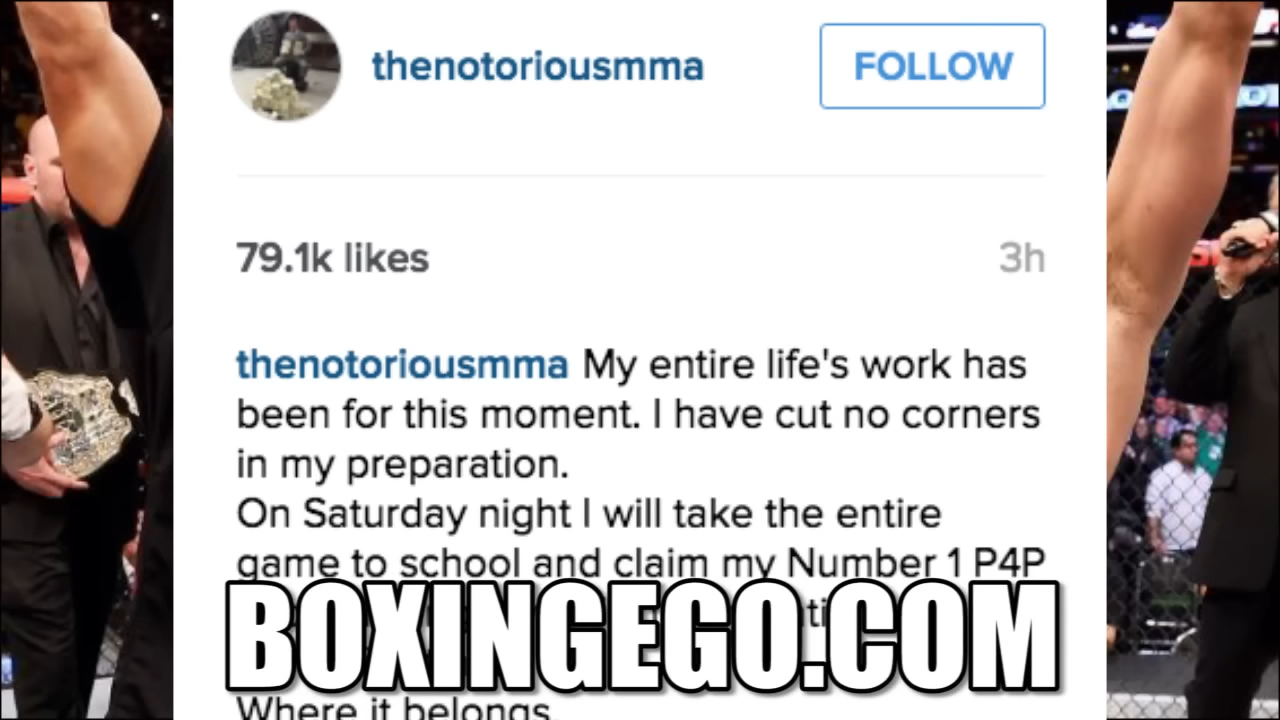 thenotoriousmma
FOLLOW
79.1k likes
3h
thenotoriousmma My entire life's work has
been for this moment. I have cut no corners
in my preparation.
On Saturday night I will take the entire
game to school and claim my Number 1 P4P
BOXINGEGO.COM
Where it belongs.